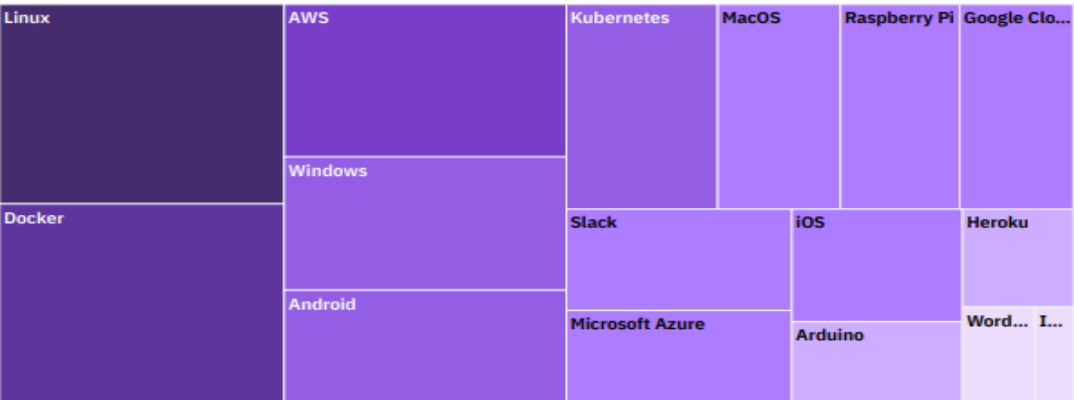 Linux
AWS
Kubernetes
MacOS
Raspberry Pi
Google Clo...
Windows
Docker
Slack
iOS
Heroku
Android
Microsoft Azure
Word...
I...
Arduino